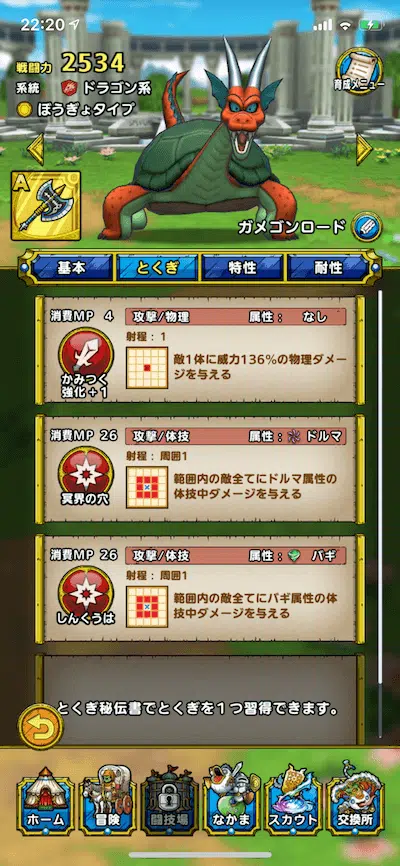 22:20
戦闘力 2534
系統 ドラゴン系
ぼうぎょタイプ
育成メニュー
A
ガメゴンロード
基本 とくぎ 特性 耐性
消費MP 4 攻撃/物理 属性: なし
射程:1
かみつく
強化+1
敵1体に威力136%の物理ダメー
ジを与える
消費MP 26 攻撃/体技 属性: ドルマ
射程:周囲1
冥界の穴
範囲内の敵全てにドルマ属性の
体技中ダメージを与える
消費MP 26 攻撃/体技 属性: バギ
射程:周囲1
しんくうは
範囲内の敵全てにバギ属性の体
技中ダメージを与える
とくぎ秘伝書でとくぎを1つ習得できます。
ホーム 冒険 闘技場 なかま スカウト 交換所